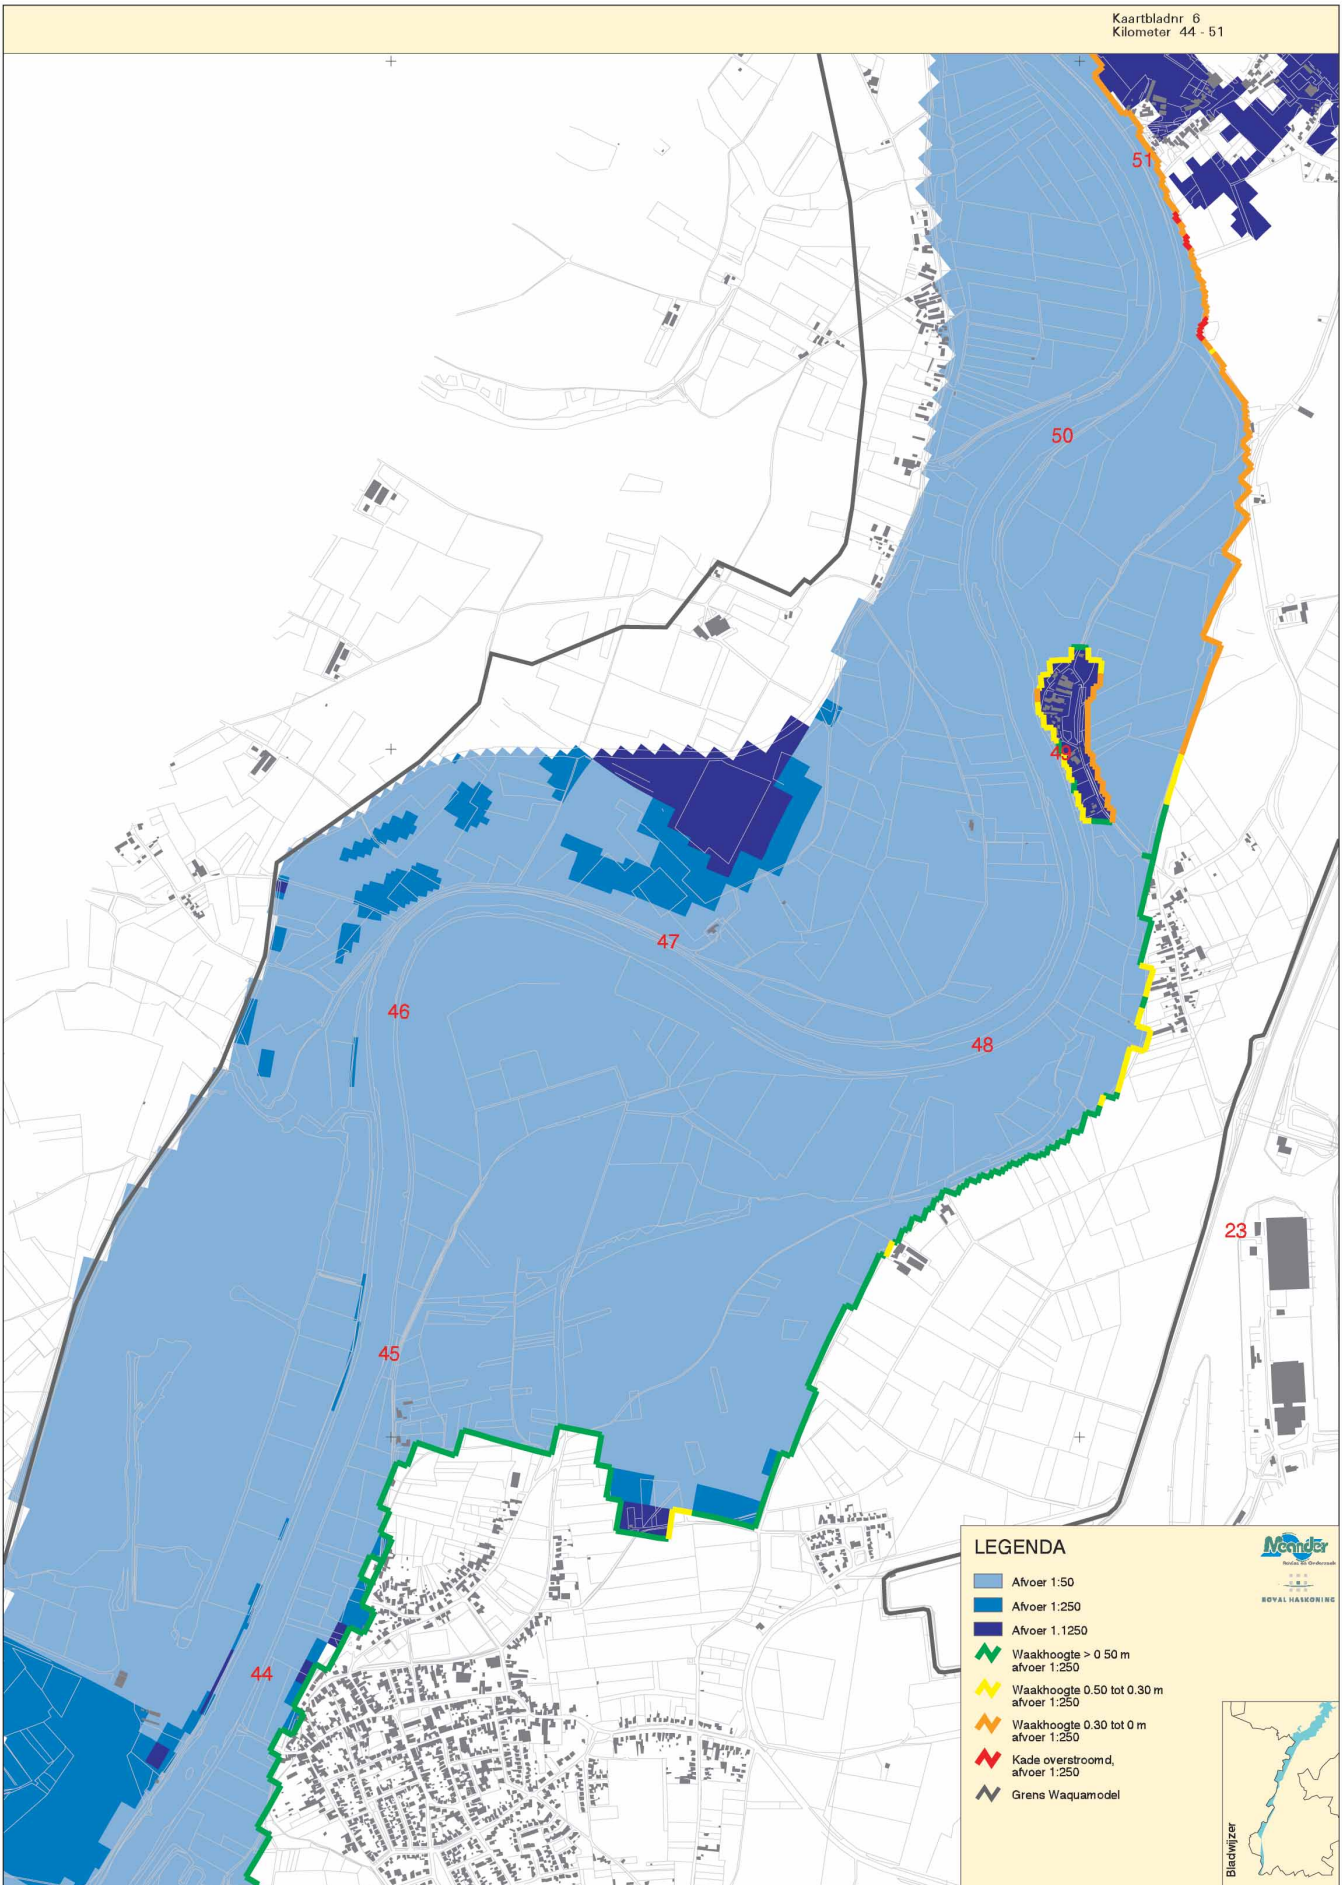 Kaartbladnr 6
Kilometer 44 - 51
51
50
49
47
46
48
23
45
44
LEGENDA
Afvoer 1:50
Afvoer 1:250
Afvoer 1.1250
Waakhoogte > 0 50 m
afvoer 1:250
Waakhoogte 0.50 tot 0.30 m
afvoer 1:250
Waakhoogte 0.30 tot 0 m
afvoer 1:250
Kade overstroomd,
afvoer 1:250
Grens Waquamodel
Meander
ROYAL HASKONING
Bladwijzer